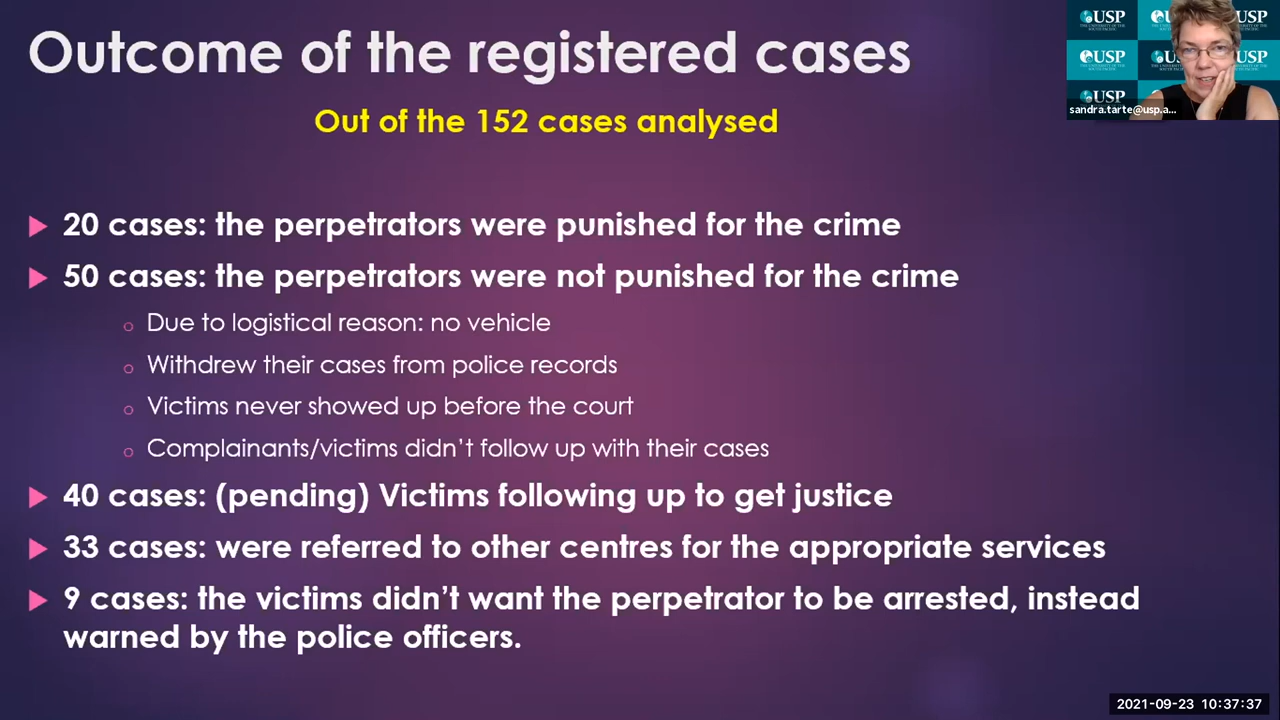 Outcome of the registered cases
Out of the 152 cases analysed
20 cases: the perpetrators were punished for the crime
50 cases: the perpetrators were not punished for the crime
Due to logistical reason: no vehicle
Withdrew their cases from police records
Victims never showed up before the court
Complainants/victims didn't follow up with their cases
40 cases: (pending) Victims following up to get justice
33 cases: were referred to other centres for the appropriate services
9 cases: the victims didn't want the perpetrator to be arrested, instead
warned by the police officers.
USP
USP
USP
USP
USP
sandra.tarte@usp.a...
2021-09-23 10:37:37